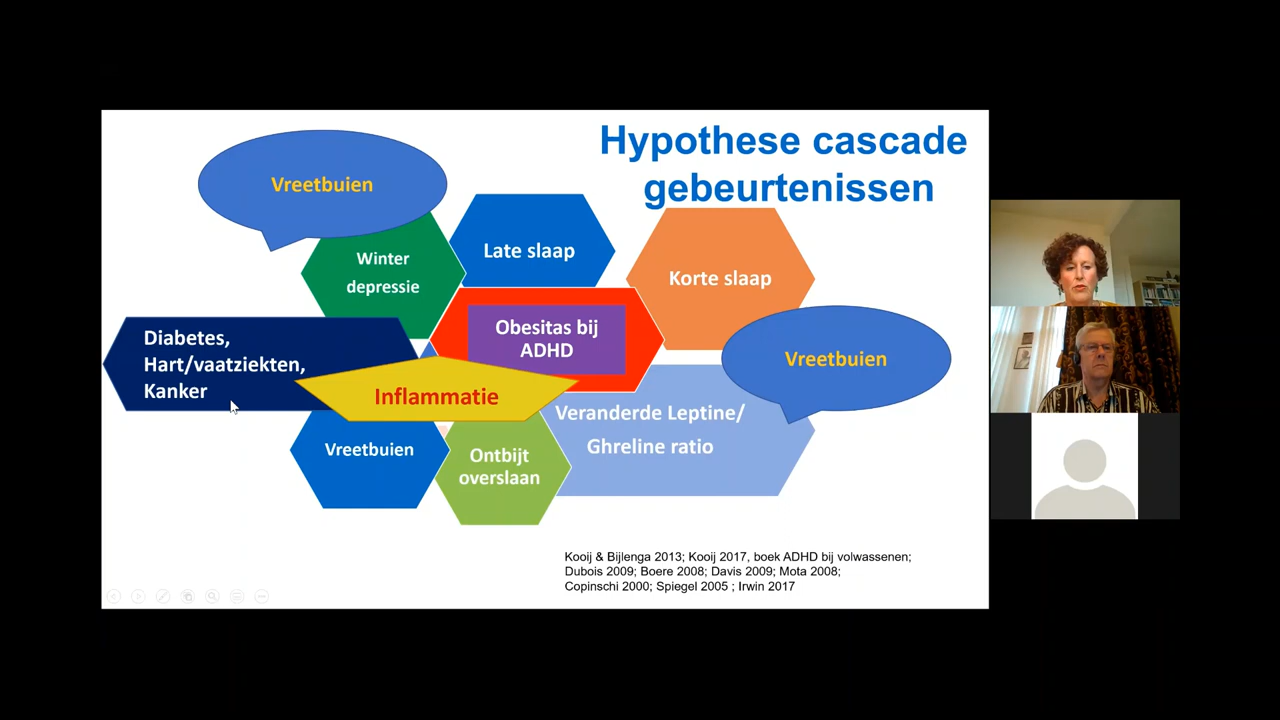 Hypothese cascade
gebeurtenissen
Vreetbuien
Winter
depressie
Late slaap
Korte slaap
Obesitas bij
ADHD
Diabetes,
Hart/vaatziekten,
Kanker
Inflammatie
Vreetbuien
Veranderde Leptine/
Ghreline ratio
Vreetbuien
Ontbijt
overslaan
Kooij & Bijlenga 2013; Kooij 2017, boek ADHD bij volwassenen;
Dubois 2009; Boere 2008; Davis 2009; Mota 2008;
Copinschi 2000; Spiegel 2005 ; Irwin 2017